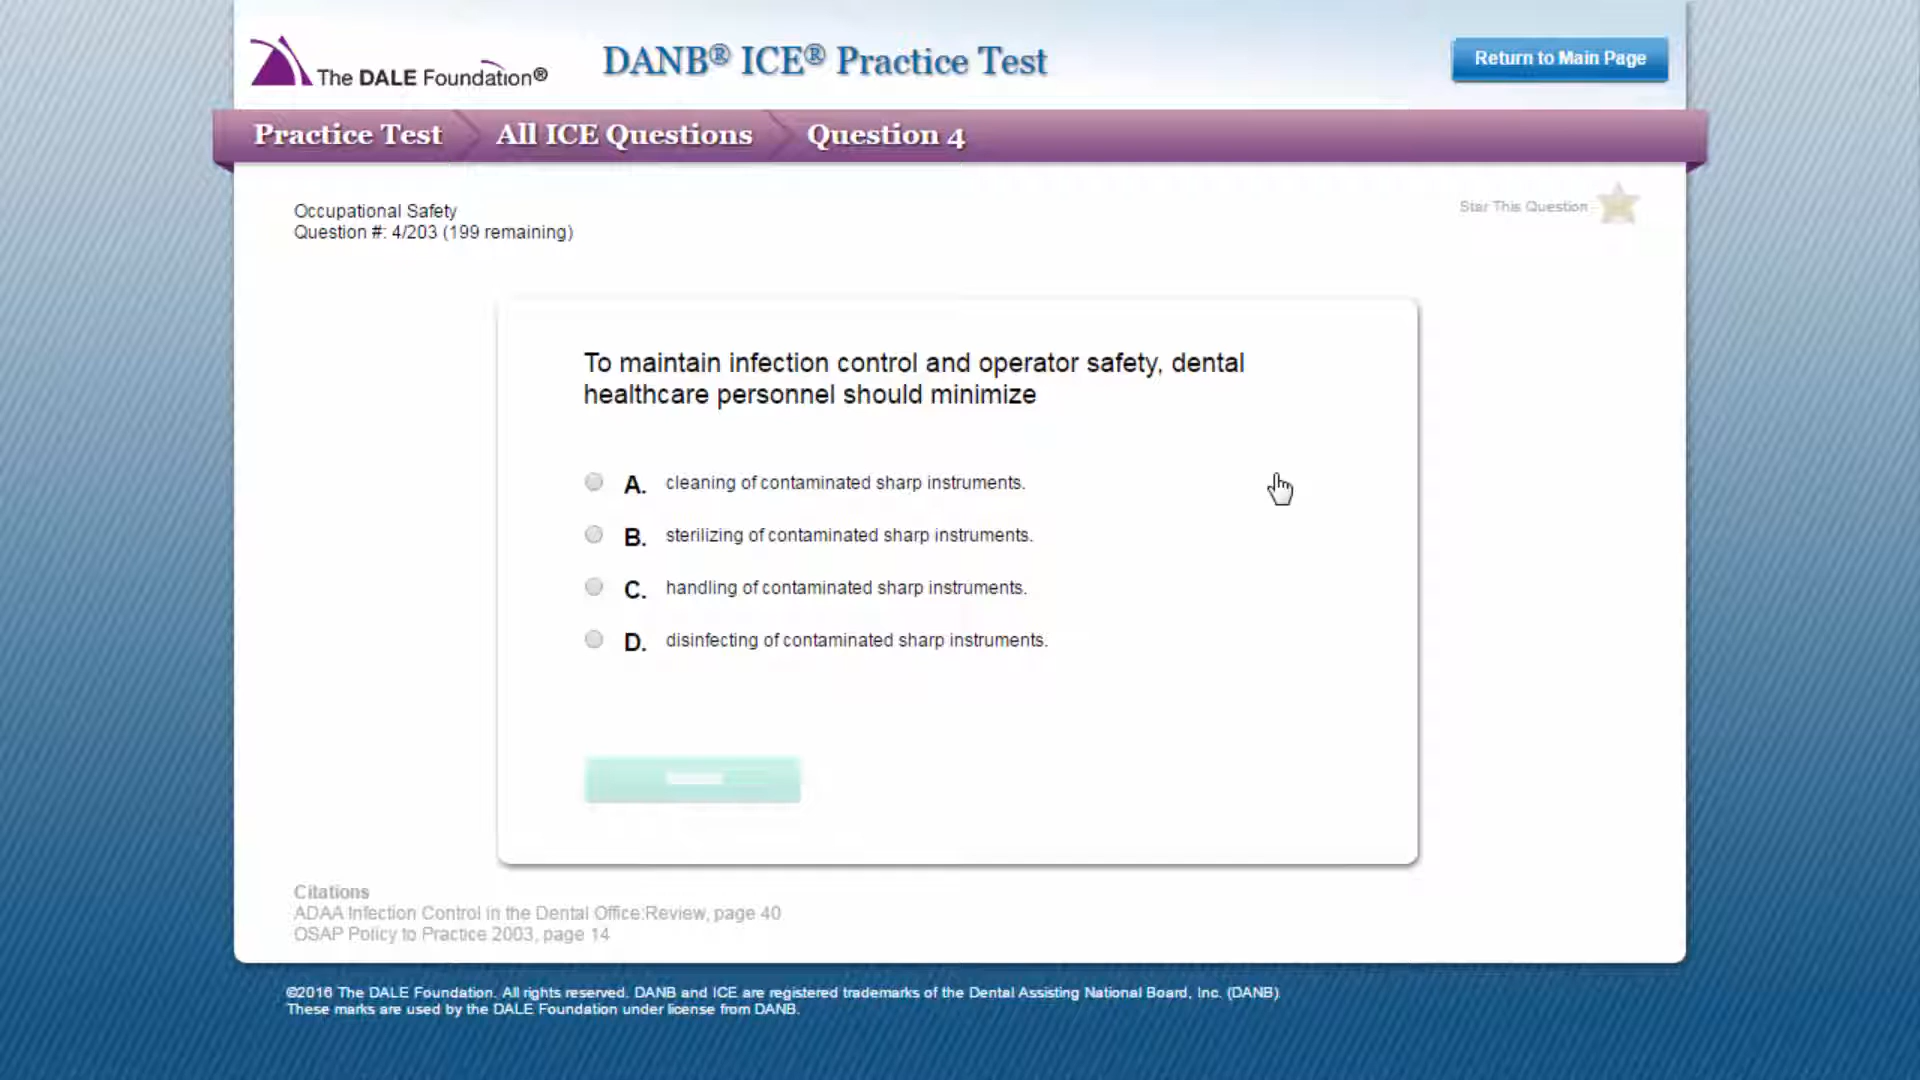 The DALE Foundation®
DANB® ICE® Practice Test
Return to Main Page
Practice Test
All ICE Questions
Question 4
Occupational Safety
Question #: 4/203 (199 remaining)
Star This Question
To maintain infection control and operator safety, dental
healthcare personnel should minimize
A. cleaning of contaminated sharp instruments.
B. sterilizing of contaminated sharp instruments.
C. handling of contaminated sharp instruments.
D. disinfecting of contaminated sharp instruments.
Citations
ADAA Infection Control in the Dental Office:Review, page 40
OSAP Policy to Practice 2003, page 14
©2016 The DALE Foundation. All rights reserved. DANB and ICE are registered trademarks of the Dental Assisting National Board, Inc. (DANB).
These marks are used by the DALE Foundation under license from DANB.